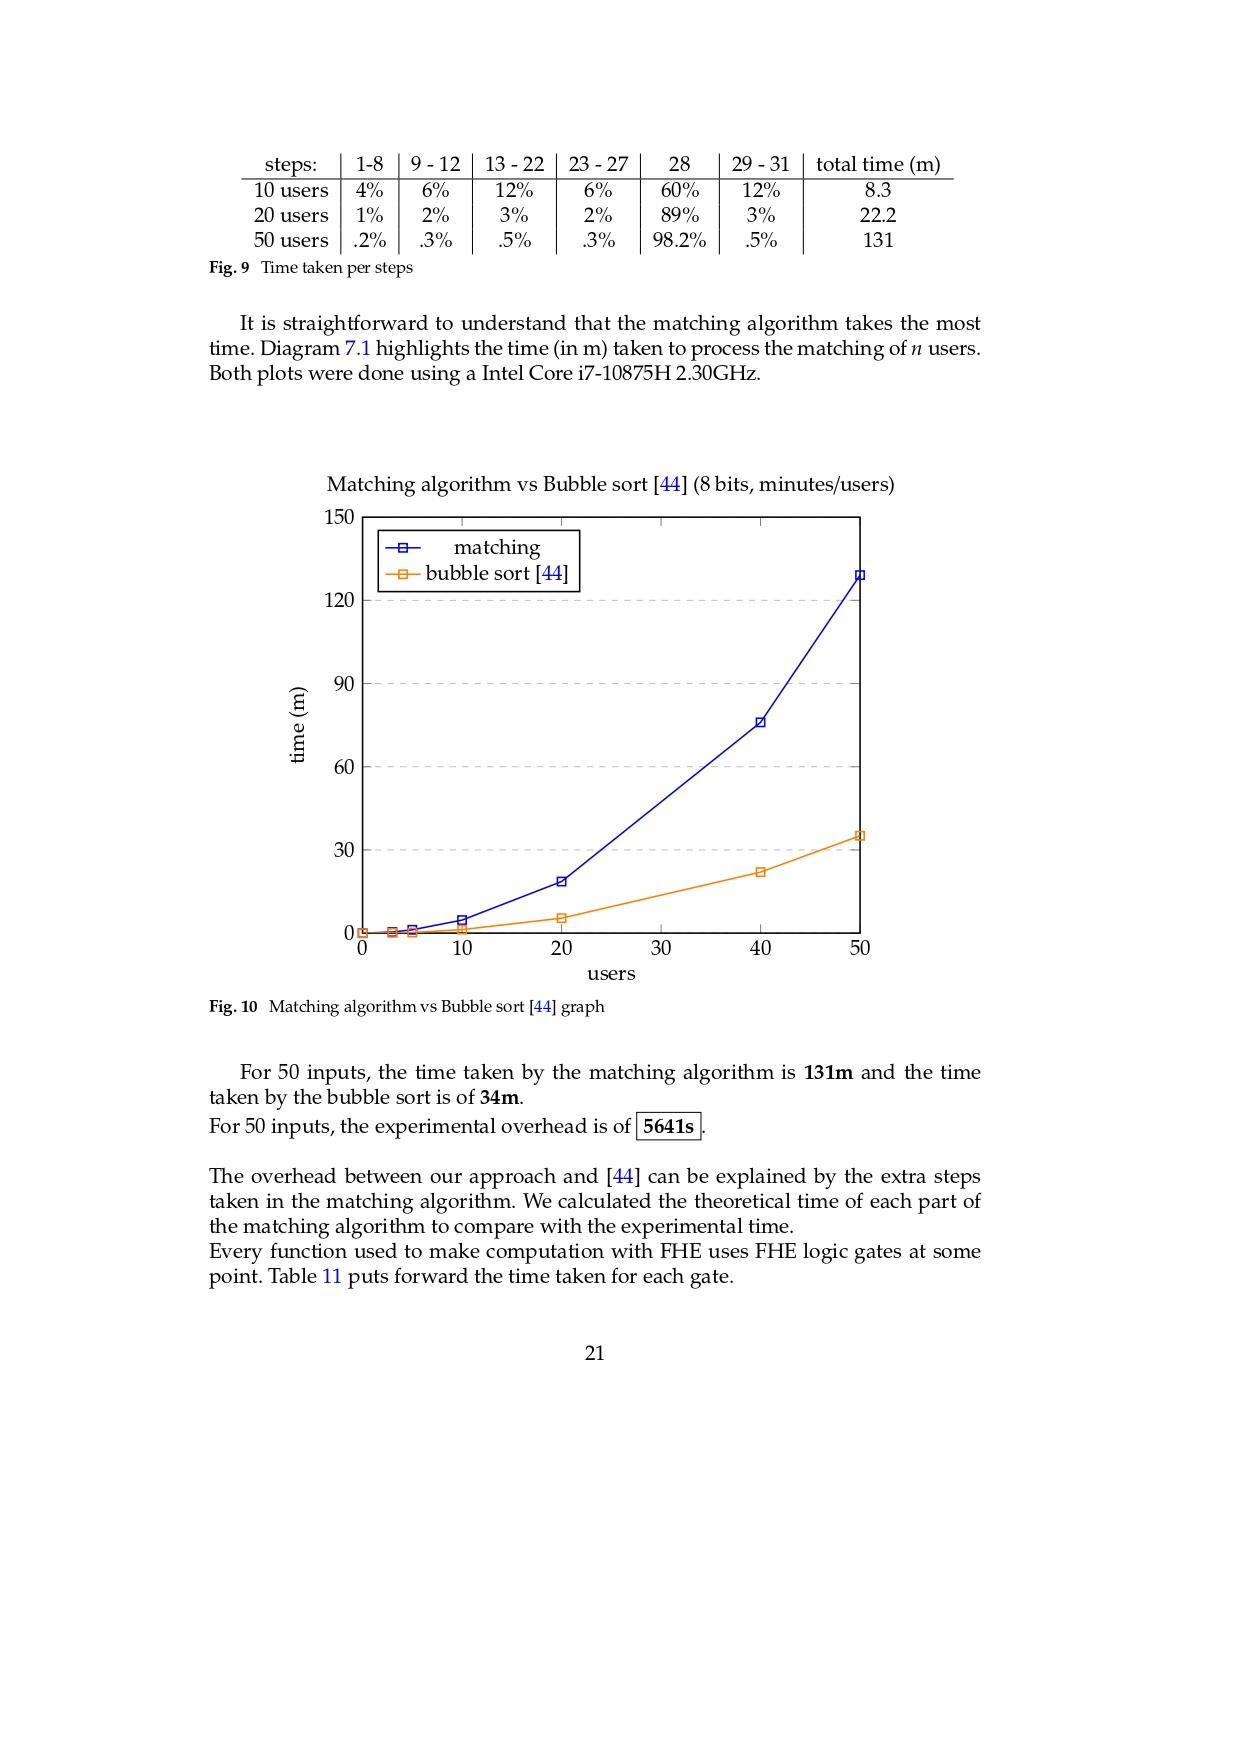 steps: 1-8 9 - 12 13 - 22 23 - 27 28 29 - 31 total time (m)
10 users 4% 6% 12% 6% 60% 12% 8.3
20 users 1% 2% 3% 2% 89% 3% 22.2
50 users .2% .3% .5% .3% 98.2% .5% 131
Fig. 9 Time taken per steps
It is straightforward to understand that the matching algorithm takes the most
time. Diagram 7.1 highlights the time (in m) taken to process the matching of n users.
Both plots were done using a Intel Core i7-10875H 2.30GHz.
Matching algorithm vs Bubble sort [44] (8 bits, minutes/users)
150
matching
bubble sort [44]
120
90
time (m)
60
30
0
0 10 20 30 40 50
users
Fig. 10 Matching algorithm vs Bubble sort [44] graph
For 50 inputs, the time taken by the matching algorithm is 131m and the time
taken by the bubble sort is of 34m.
For 50 inputs, the experimental overhead is of 5641s.
The overhead between our approach and [44] can be explained by the extra steps
taken in the matching algorithm. We calculated the theoretical time of each part of
the matching algorithm to compare with the experimental time.
Every function used to make computation with FHE uses FHE logic gates at some
point. Table 11 puts forward the time taken for each gate.
21